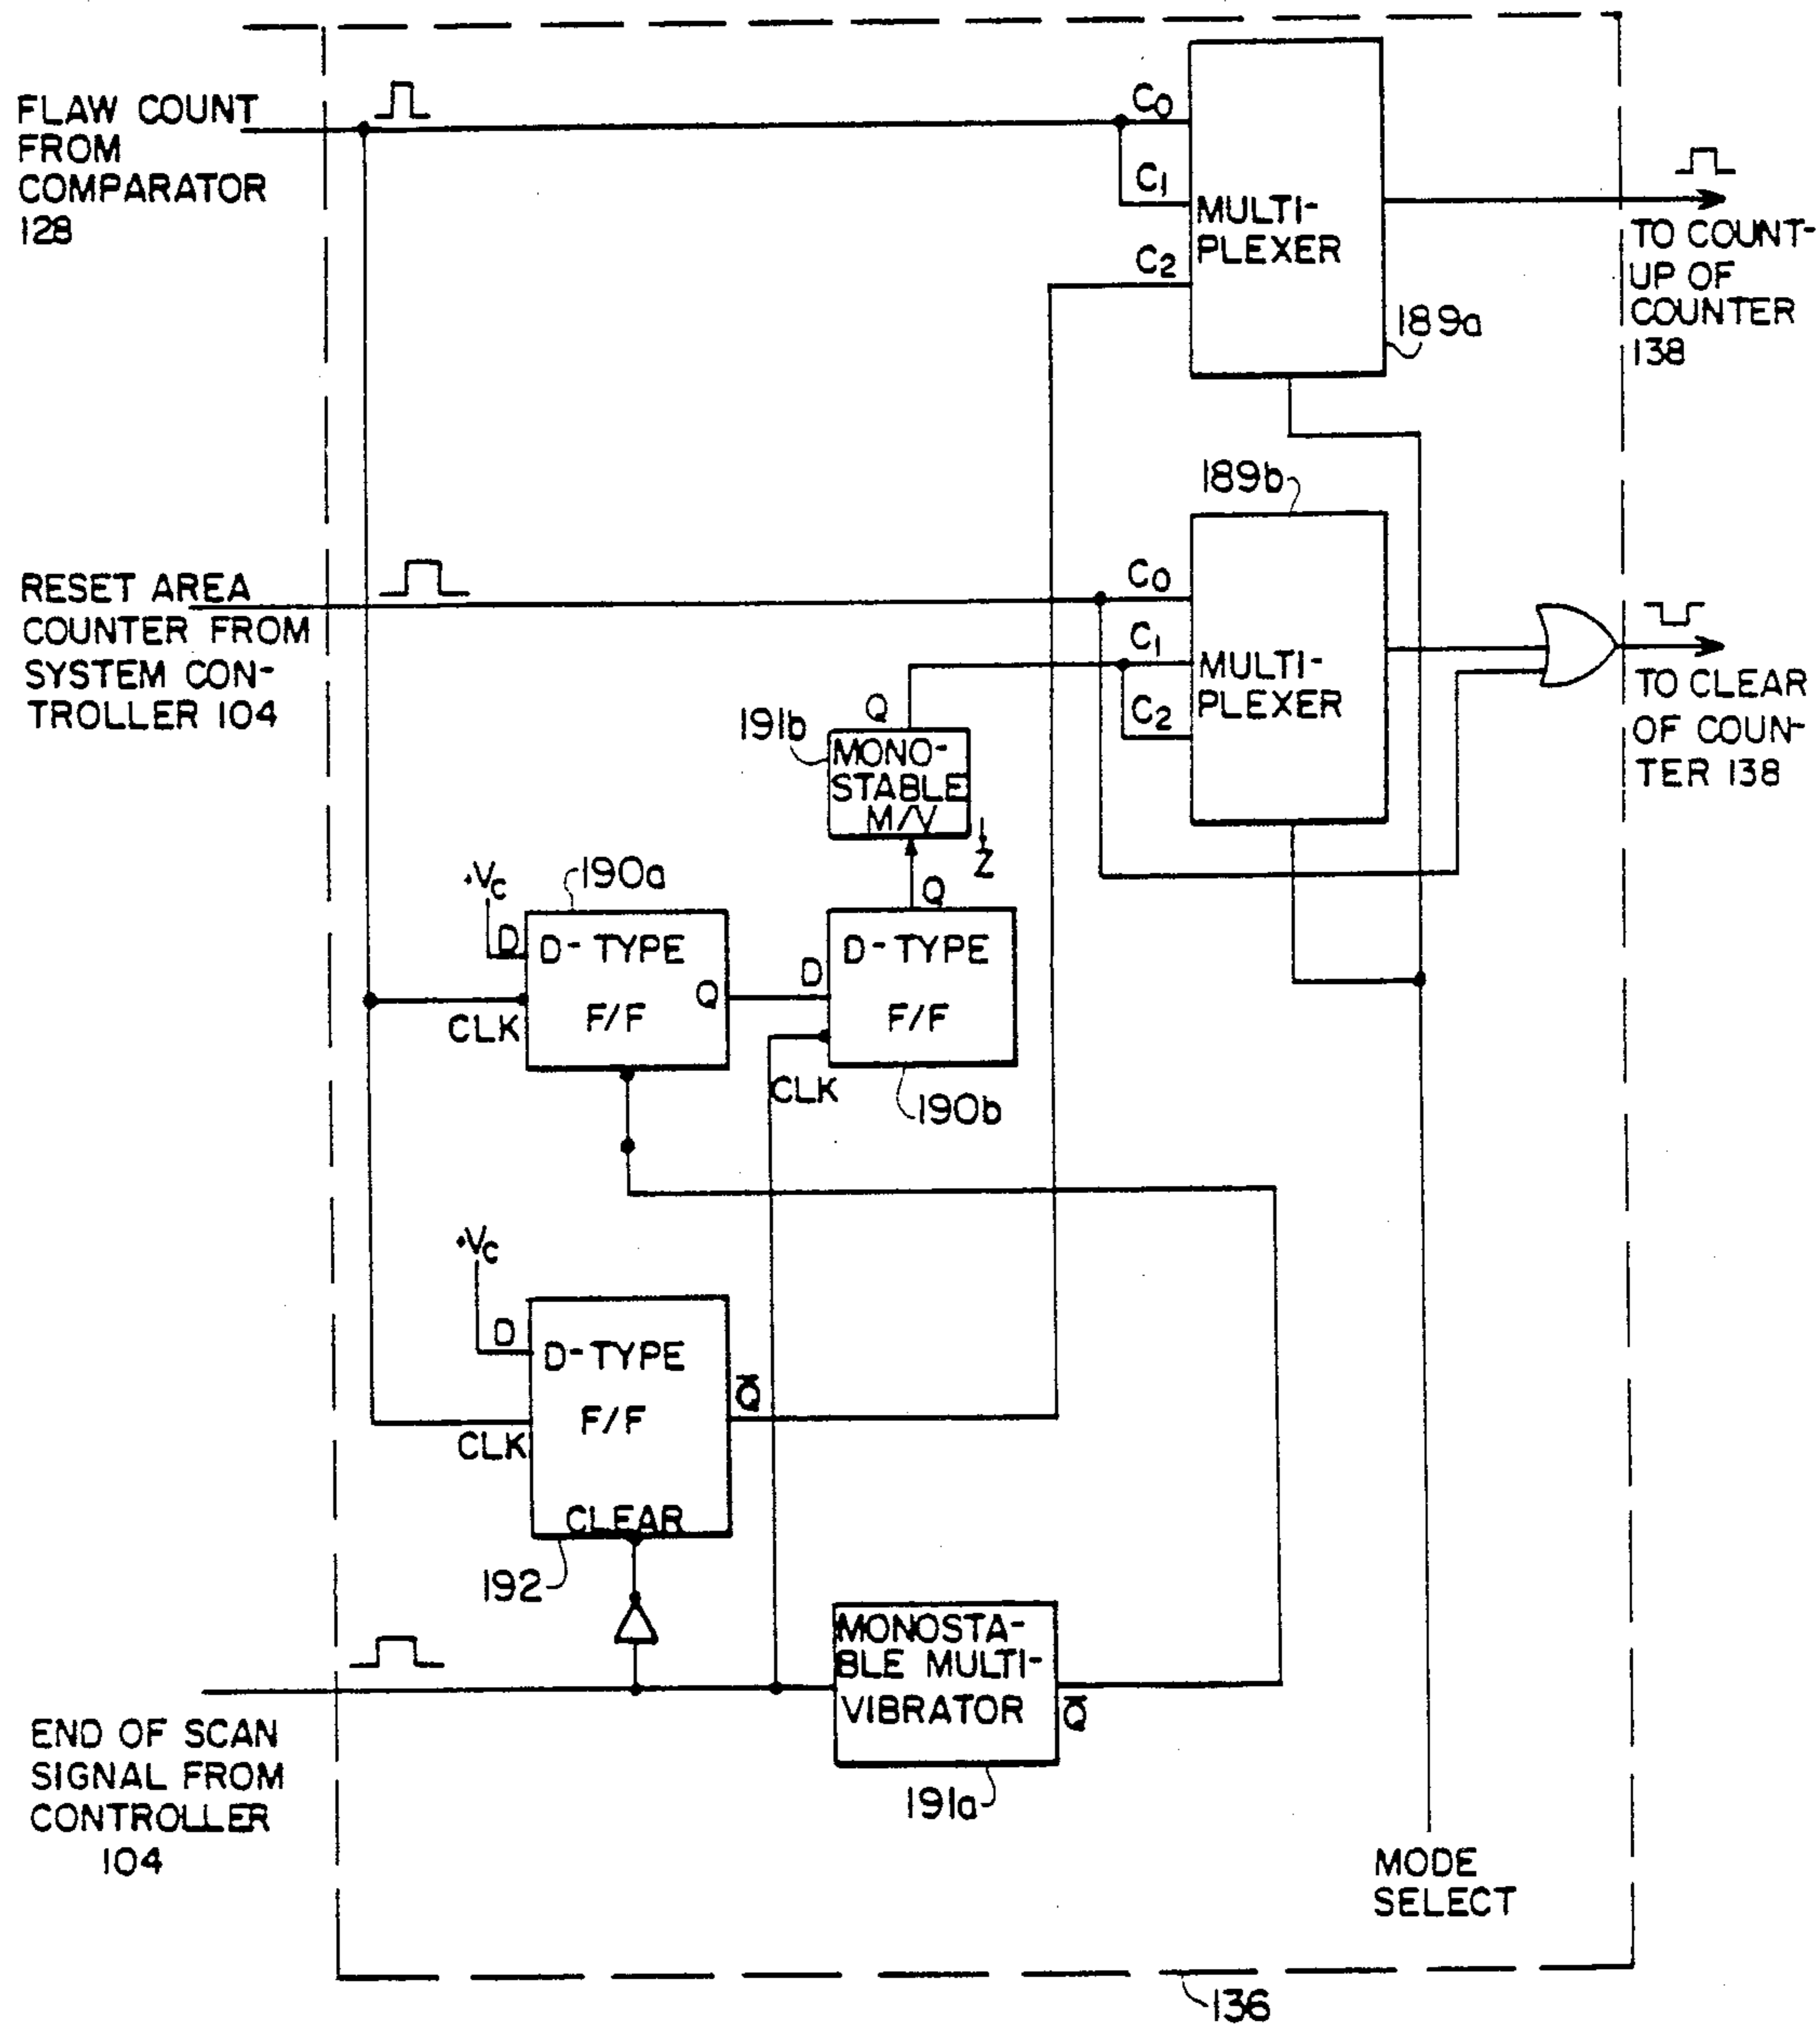 FLAW COUNT
FROM
COMPARATOR
128
C0
C1
C2
MULTI-
PLEXER
189a
TO COUNT-
UP OF
COUNTER
138
RESET AREA
COUNTER FROM
SYSTEM CON-
TROLLER 104
189b
C0
C1
C2
MULTI-
PLEXER
TO CLEAR
OF COUN-
TER 138
191b
Q
MONO-
STABLE
M/V
Q
+VC
190a
D
D-TYPE
F/F
Q
CLK
D
D-TYPE
F/F
CLK
190b
+VC
D
D-TYPE
F/F
Q̅
CLK
CLEAR
192
END OF SCAN
SIGNAL FROM
CONTROLLER
104
MONOSTA-
BLE MULTI-
VIBRATOR
Q̅
191a
MODE
SELECT
136